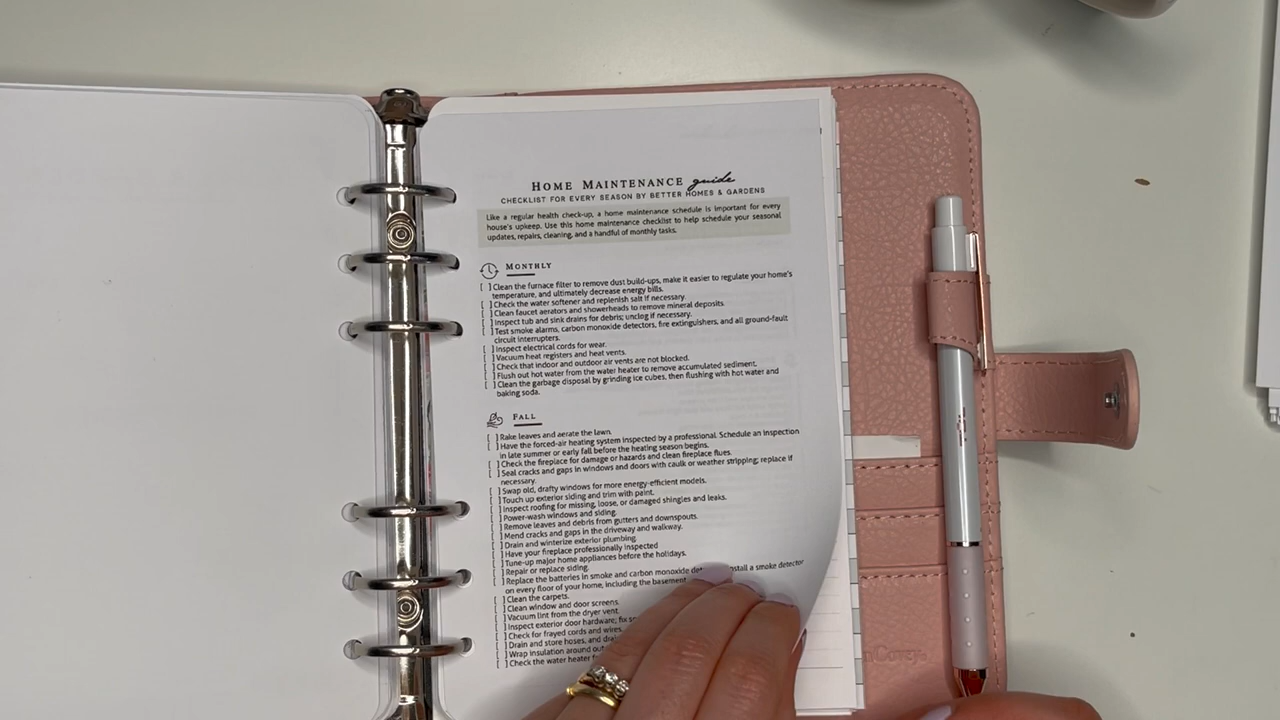 HOME MAINTENANCE guide
CHECKLIST FOR EVERY SEASON BY BETTER HOMES & GARDENS
Like a regular health check-up, a home maintenance schedule is important for every
house's upkeep. Use this home maintenance checklist to help schedule your seasonal
updates, repairs, cleaning, and a handful of monthly tasks.
MONTHLY
[ ] Clean the furnace filter to remove dust build-ups, make it easier to regulate your home's
temperature, and ultimately decrease energy bills.
[ ] Check the water softener and replenish salt if necessary.
[ ] Clean faucet aerators and showerheads to remove mineral deposits.
[ ] Inspect tub and sink drains for debris; unclog if necessary.
[ ] Test smoke alarms, carbon monoxide detectors, fire extinguishers, and all ground-fault
circuit interrupters.
[ ] Inspect electrical cords for wear.
[ ] Vacuum heat registers and heat vents.
[ ] Check that indoor and outdoor air vents are not blocked.
[ ] Flush out hot water from the water heater to remove accumulated sediment.
[ ] Clean the garbage disposal by grinding ice cubes, then flushing with hot water and
baking soda.
FALL
[ ] Rake leaves and aerate the lawn.
[ ] Have the forced-air heating system inspected by a professional. Schedule an inspection
in late summer or early fall before the heating season begins.
[ ] Check the fireplace for damage or hazards and clean fireplace flues.
[ ] Seal cracks and gaps in windows and doors with caulk or weather stripping; replace if
necessary.
[ ] Swap old, drafty windows for more energy-efficient models.
[ ] Touch up exterior siding and trim with paint.
[ ] Inspect roofing for missing, loose, or damaged shingles and leaks.
[ ] Power-wash windows and siding.
[ ] Remove leaves and debris from gutters and downspouts.
[ ] Mend cracks and gaps in the driveway and walkway.
[ ] Drain and winterize exterior plumbing.
[ ] Have your fireplace professionally inspected
[ ] Tune-up major home appliances before the holidays.
[ ] Repair or replace siding.
[ ] Replace the batteries in smoke and carbon monoxide install a smoke detector
on every floor of your home, including the basement
[ ] Clean the carpets.
[ ] Clean window and door screens.
[ ] Vacuum lint from the dryer vent.
[ ] Inspect exterior door hardware; fix
[ ] Check for frayed cords and wires.
[ ] Drain and store hoses, and
[ ] Wrap insulation around
[ ] Check the water heater